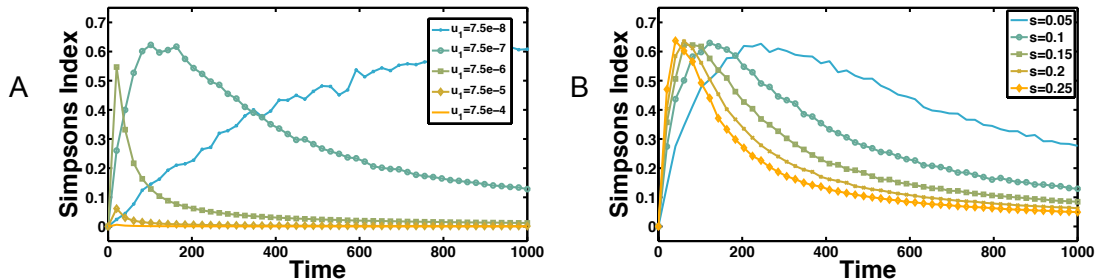 A
Simpsons Index
0.7
0.6
0.5
0.4
0.3
0.2
0.1
0
0 200 400 600 800 1000
Time
u1=7.5e−8
u1=7.5e−7
u1=7.5e−6
u1=7.5e−5
u1=7.5e−4
B
Simpsons Index
0.7
0.6
0.5
0.4
0.3
0.2
0.1
0
0 200 400 600 800 1000
Time
s=0.05
s=0.1
s=0.15
s=0.2
s=0.25